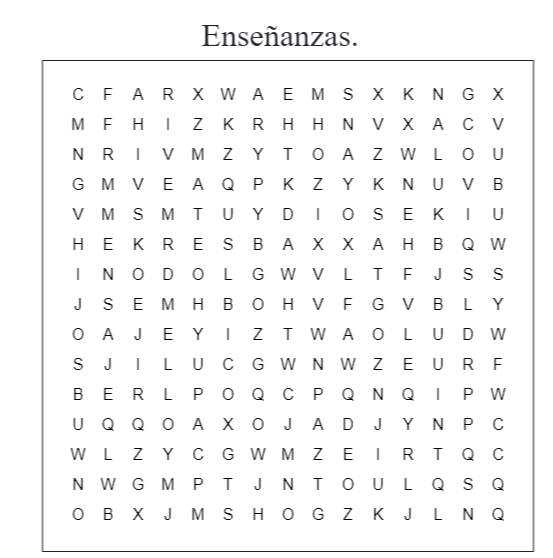 Enseñanzas.
C F A R X W A E M S X K N G X
M F H I Z K R H H N V X A C V
N R I V M Z Y T O A Z W L O U
G M V E A Q P K Z Y K N U V B
V M S M T U Y D I O S E K I U
H E K R E S B A X X A H B Q W
I N O D O L G W V L T F J S S
J S E M H B O H V F G V B L Y
O A J E Y I Z T W A O L U D W
S J I L U C G W N W Z E U R F
B E R L P O Q C P Q N Q I P W
U Q Q O A X O J A D J Y N P C
W L Z Y C G W M Z E I R T Q C
N W G M P T J N T O U L Q S Q
O B X J M S H O G Z K J L N Q